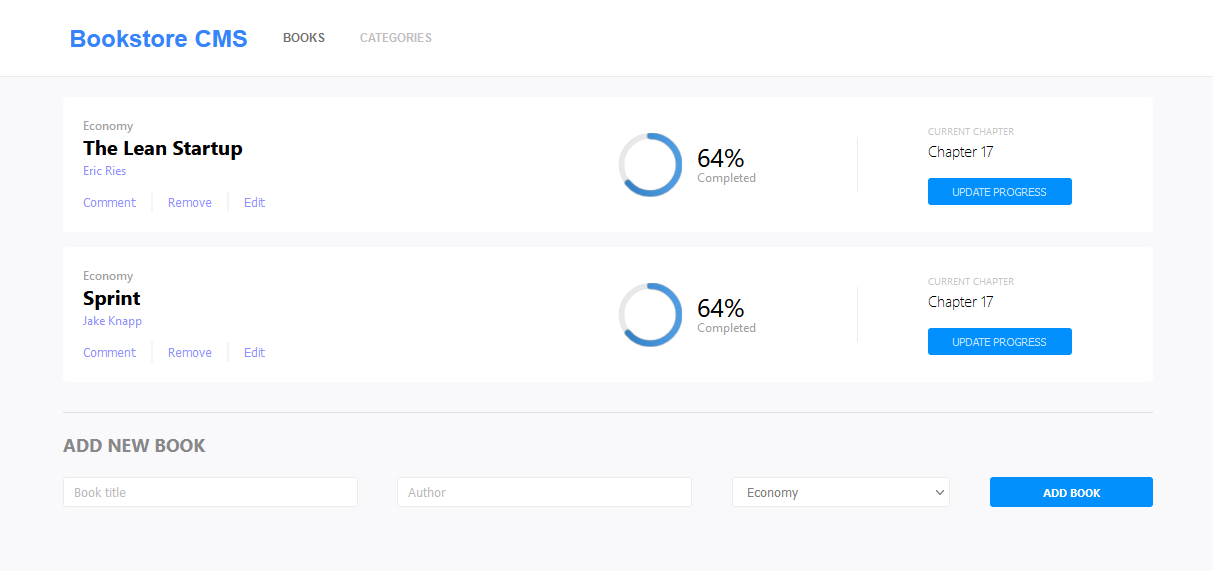 Bookstore CMS
BOOKS
CATEGORIES
Economy
The Lean Startup
Eric Ries
Comment
Remove
Edit
64%
Completed
CURRENT CHAPTER
Chapter 17
UPDATE PROGRESS
Economy
Sprint
Jake Knapp
Comment
Remove
Edit
64%
Completed
CURRENT CHAPTER
Chapter 17
UPDATE PROGRESS
ADD NEW BOOK
Book title
Author
Economy
ADD BOOK